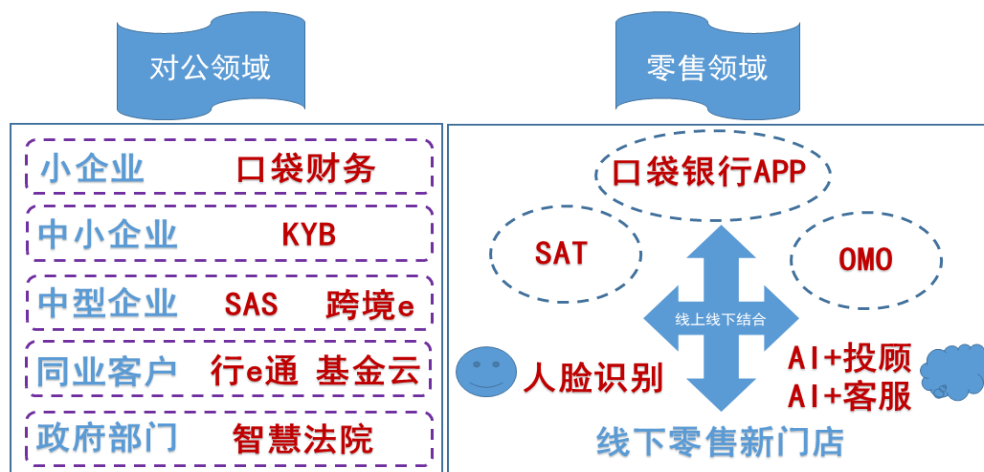 对公领域
零售领域
小企业 口袋财务
中小企业 KYB
中型企业 SAS 跨境e
同业客户 行e通 基金云
政府部门 智慧法院
口袋银行APP
SAT
OMO
线上线下结合
人脸识别
AI+投顾
AI+客服
线下零售新门店